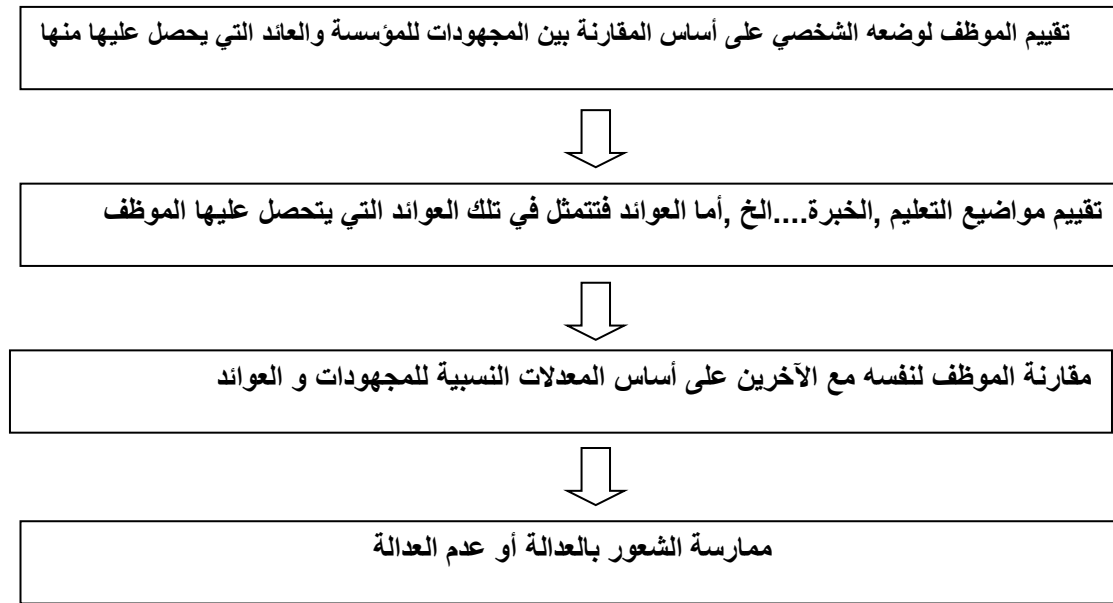 تقييم الموظف لوضعه الشخصي على أساس المقارنة بين المجهودات للمؤسسة والعائد التي يحصل عليها منها
تقييم مواضيع التعليم ,الخبرة....الخ ,أما العوائد فتتمثل في تلك العوائد التي يتحصل عليها الموظف
مقارنة الموظف لنفسه مع الآخرين على أساس المعدلات النسبية للمجهودات و العوائد
ممارسة الشعور بالعدالة أو عدم العدالة